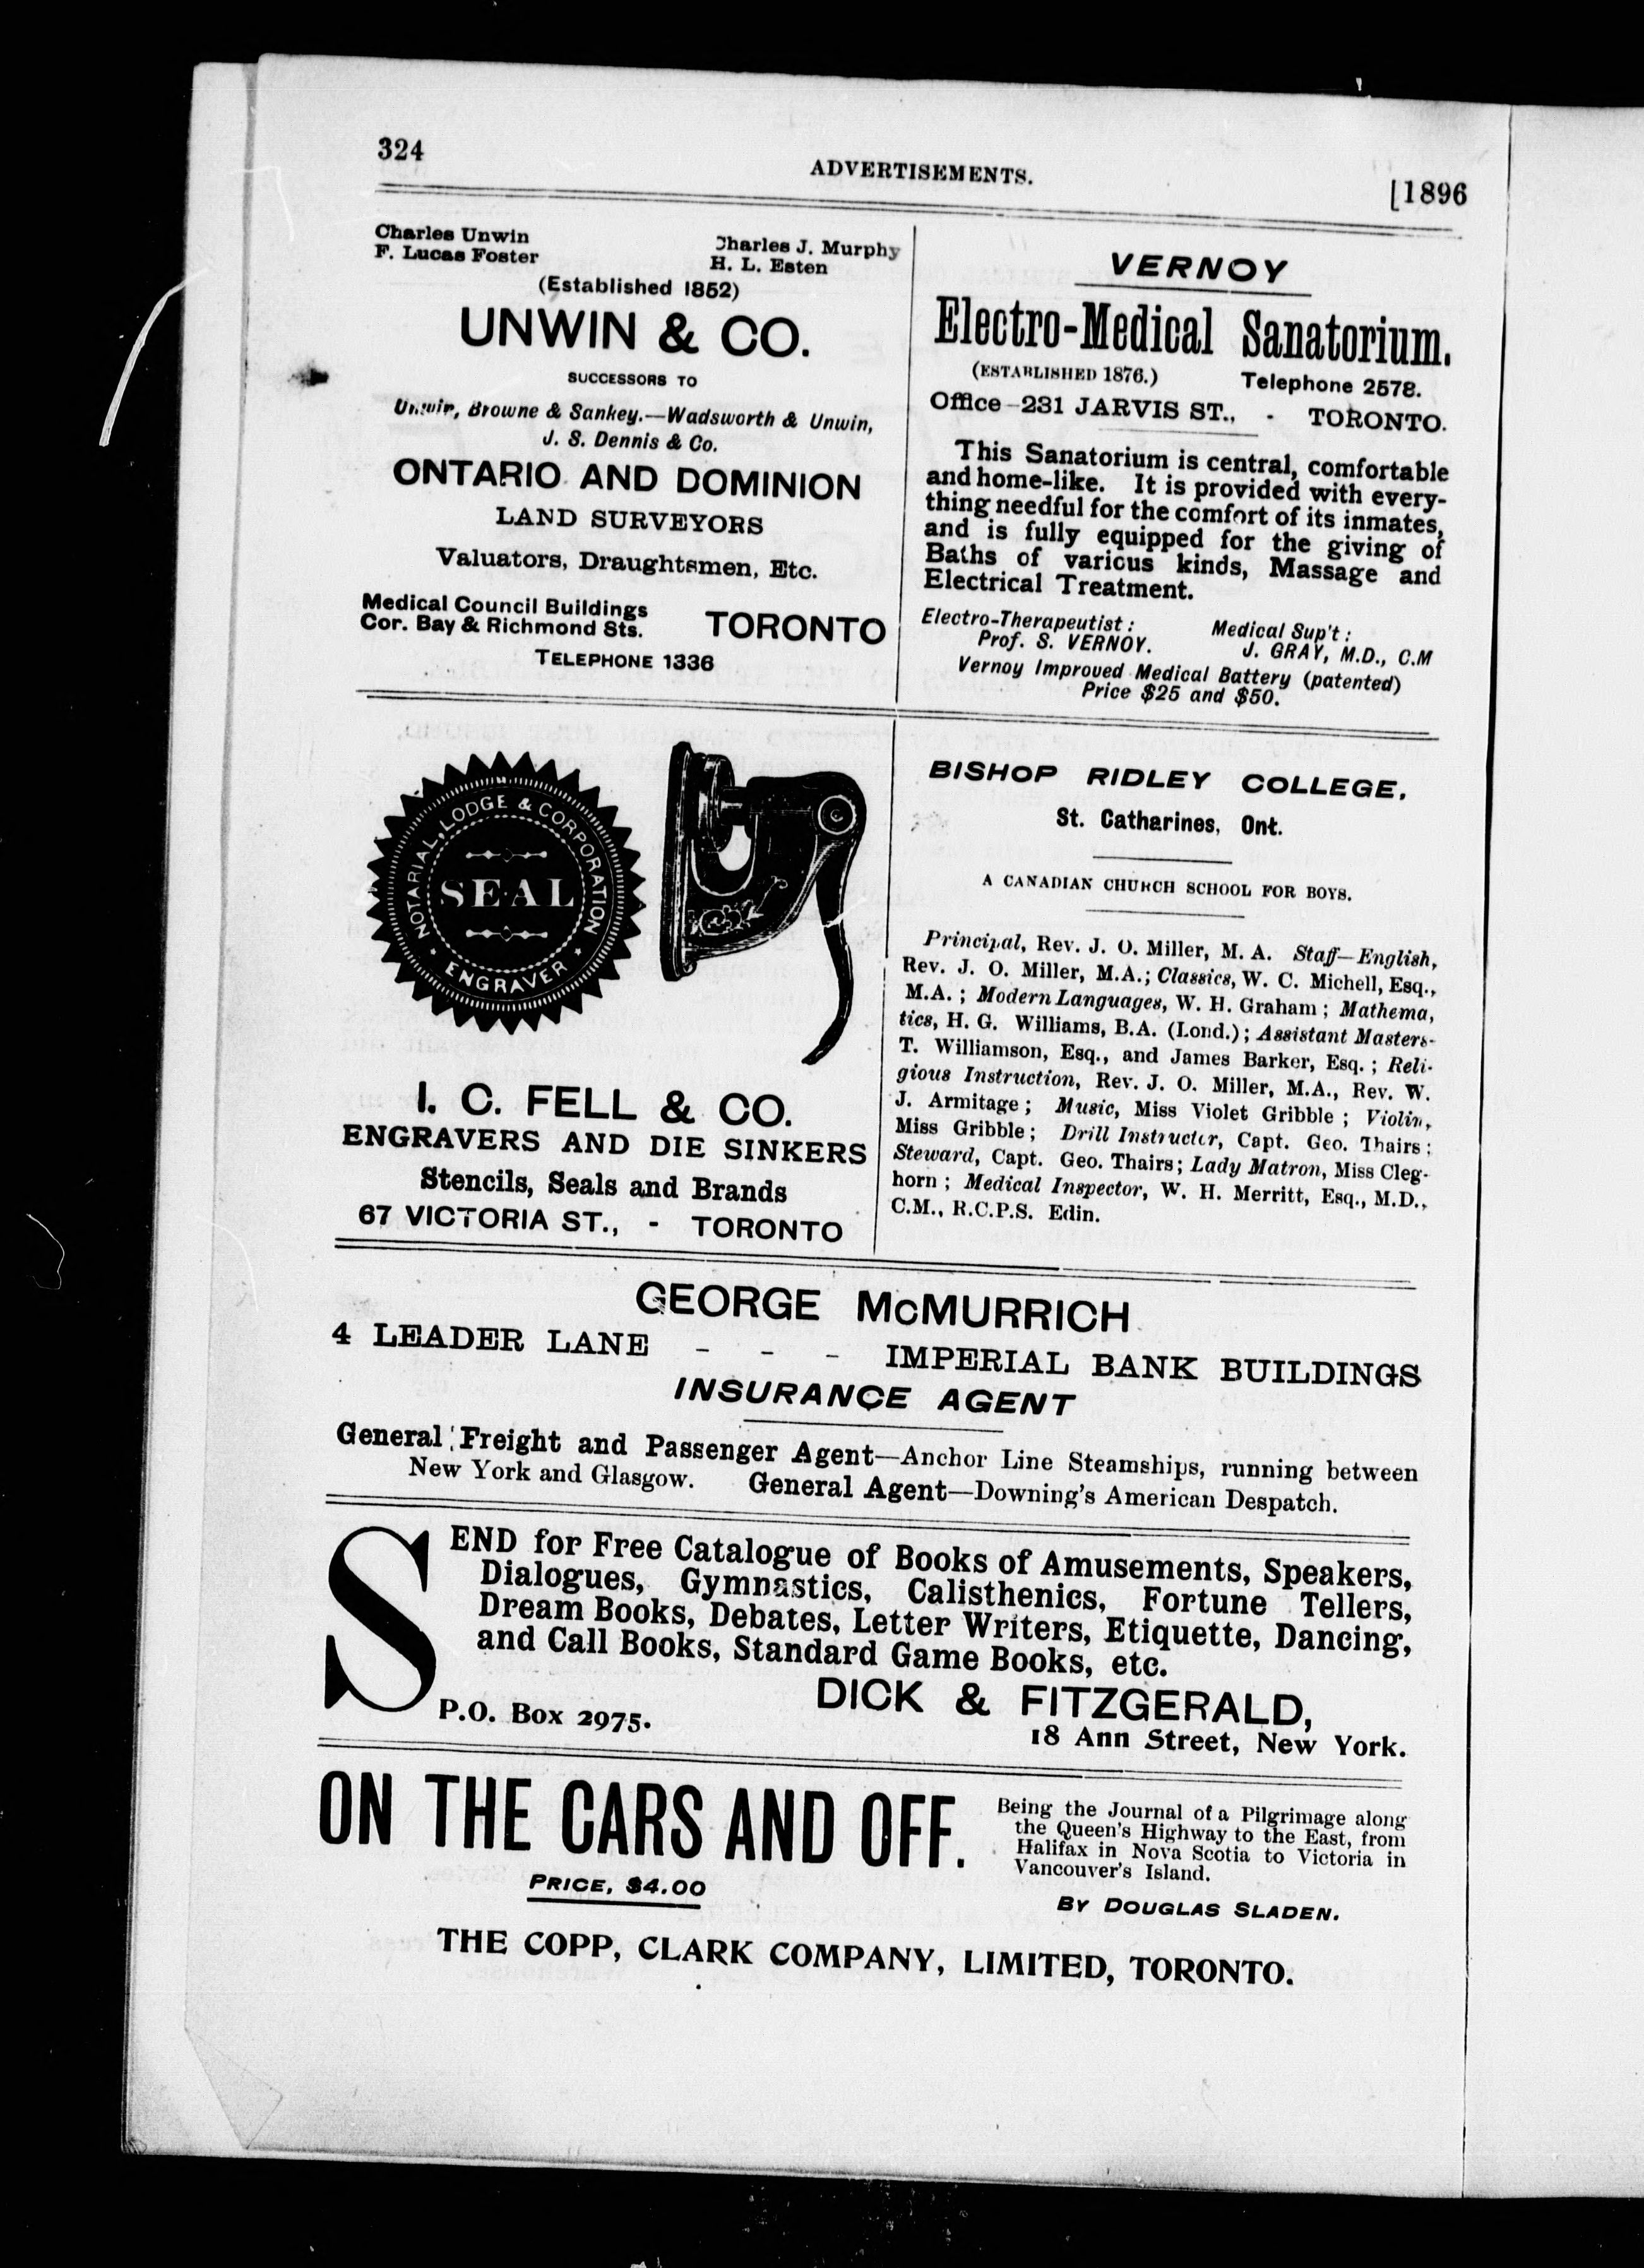 324
ADVERTISEMENTS.
[1896
Charles Unwin
F. Lucas Foster
Charles J. Murphy
H. L. Esten
(Established 1852)
UNWIN & CO.
SUCCESSORS TO
Unwin, Browne & Sankey.—Wadsworth & Unwin,
J. S. Dennis & Co.
ONTARIO AND DOMINION
LAND SURVEYORS
Valuators, Draughtsmen, Etc.
Medical Council Buildings
Cor. Bay & Richmond Sts.
TORONTO
TELEPHONE 1336
VERNOY
Electro-Medical Sanatorium.
(ESTABLISHED 1876.)
Telephone 2578.
Office—231 JARVIS ST., - TORONTO.
This Sanatorium is central, comfortable
and home-like. It is provided with every-
thing needful for the comfort of its inmates,
and is fully equipped for the giving of
Baths of various kinds, Massage and
Electrical Treatment.
Electro-Therapeutist :
Prof. S. VERNOY.
Medical Sup't :
J. GRAY, M.D., C.M
Vernoy Improved Medical Battery (patented)
Price $25 and $50.
NOTARIAL, LODGE & CORPORATION
SEAL
ENGRAVER
I. C. FELL & CO.
ENGRAVERS AND DIE SINKERS
Stencils, Seals and Brands
67 VICTORIA ST., - TORONTO
BISHOP RIDLEY COLLEGE,
St. Catharines, Ont.
A CANADIAN CHURCH SCHOOL FOR BOYS.
Principal, Rev. J. O. Miller, M. A. Staff—English,
Rev. J. O. Miller, M.A.; Classics, W. C. Michell, Esq.,
M.A. ; Modern Languages, W. H. Graham ; Mathema,
tics, H. G. Williams, B.A. (Lond.); Assistant Masters-
T. Williamson, Esq., and James Barker, Esq. ; Reli-
gious Instruction, Rev. J. O. Miller, M.A., Rev. W.
J. Armitage ; Music, Miss Violet Gribble ; Violin,
Miss Gribble ; Drill Instructor, Capt. Geo. Thairs ;
Steward, Capt. Geo. Thairs; Lady Matron, Miss Cleg-
horn ; Medical Inspector, W. H. Merritt, Esq., M.D.,
C.M., R.C.P.S. Edin.
GEORGE McMURRICH
4 LEADER LANE - - - IMPERIAL BANK BUILDINGS
INSURANCE AGENT
General Freight and Passenger Agent—Anchor Line Steamships, running between
New York and Glasgow. General Agent—Downing's American Despatch.
SEND for Free Catalogue of Books of Amusements, Speakers,
Dialogues, Gymnastics, Calisthenics, Fortune Tellers,
Dream Books, Debates, Letter Writers, Etiquette, Dancing,
and Call Books, Standard Game Books, etc.
DICK & FITZGERALD,
P.O. Box 2975.
18 Ann Street, New York.
ON THE CARS AND OFF.
PRICE, $4.00
Being the Journal of a Pilgrimage along
the Queen's Highway to the East, from
Halifax in Nova Scotia to Victoria in
Vancouver's Island.
BY DOUGLAS SLADEN.
THE COPP, CLARK COMPANY, LIMITED, TORONTO.